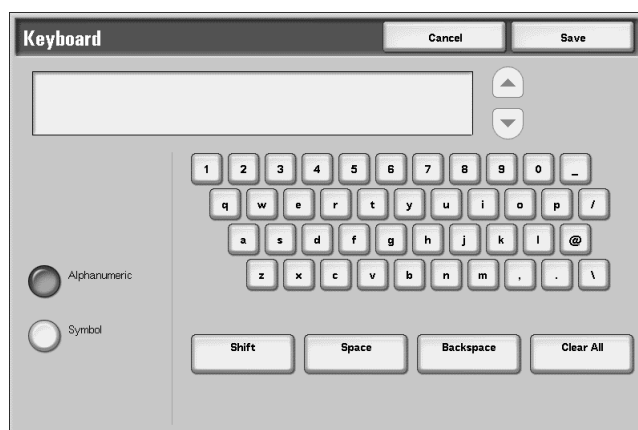 Keyboard Cancel Save
1 2 3 4 5 6 7 8 9 0 _
q w e r t y u i o p /
a s d f g h j k l @
Alphanumeric
z x c v b n m , . \
Symbol
Shift Space Backspace Clear All